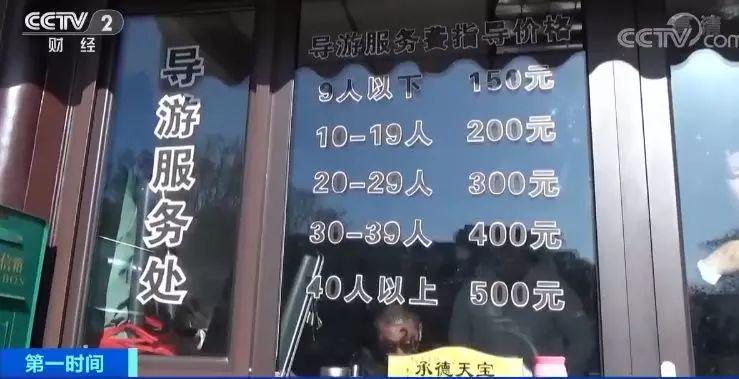 CCTV 2
财经
CCTV.com
导游服务处
导游服务费指导价格
9人以下 150元
10-19人 200元
20-29人 300元
30-39人 400元
40人以上 500元
信箱
BOX
承德天宝
第一时间